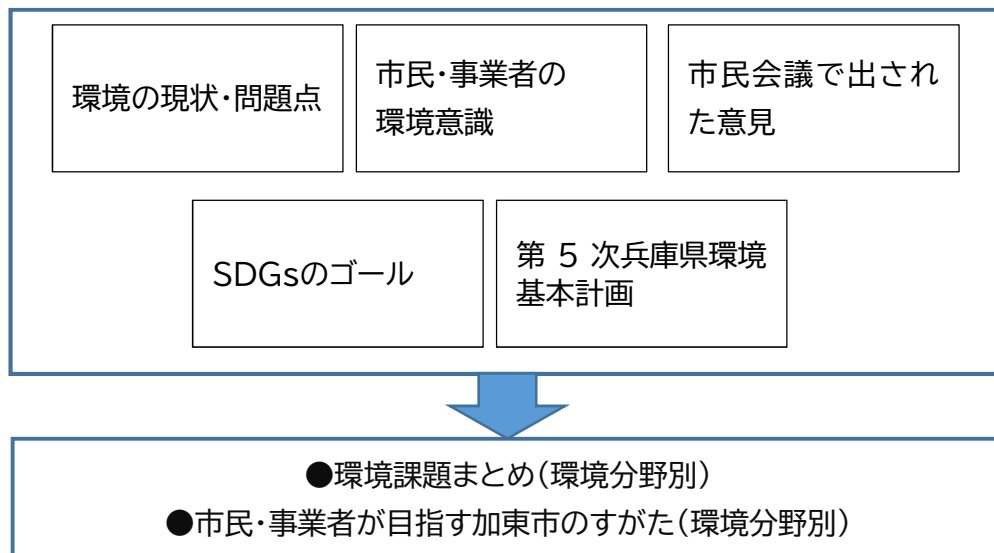 環境の現状・問題点
市民・事業者の
環境意識
市民会議で出され
た意見
SDGsのゴール
第 5 次兵庫県環境
基本計画
●環境課題まとめ(環境分野別)
●市民・事業者が目指す加東市のすがた(環境分野別)